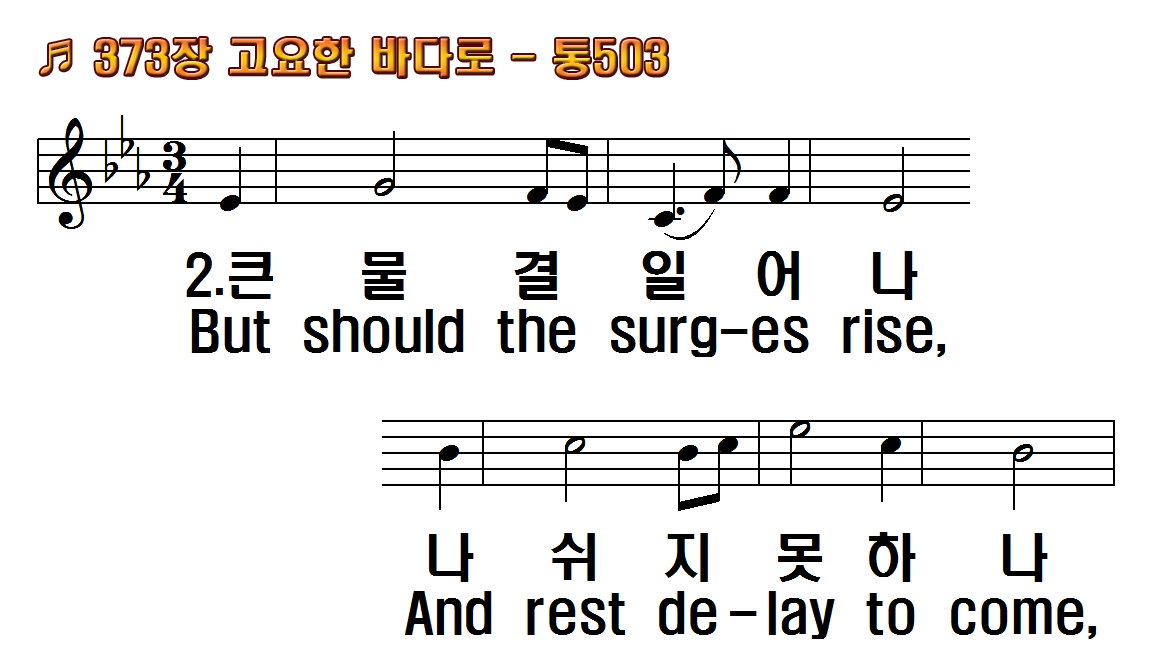 ♬ 373장 고요한 바다로 - 통503
3
4
2.큰 물 결 일 어 나
But should the surg-es rise,
나 쉬 지 못 하 나
And rest de-lay to come,